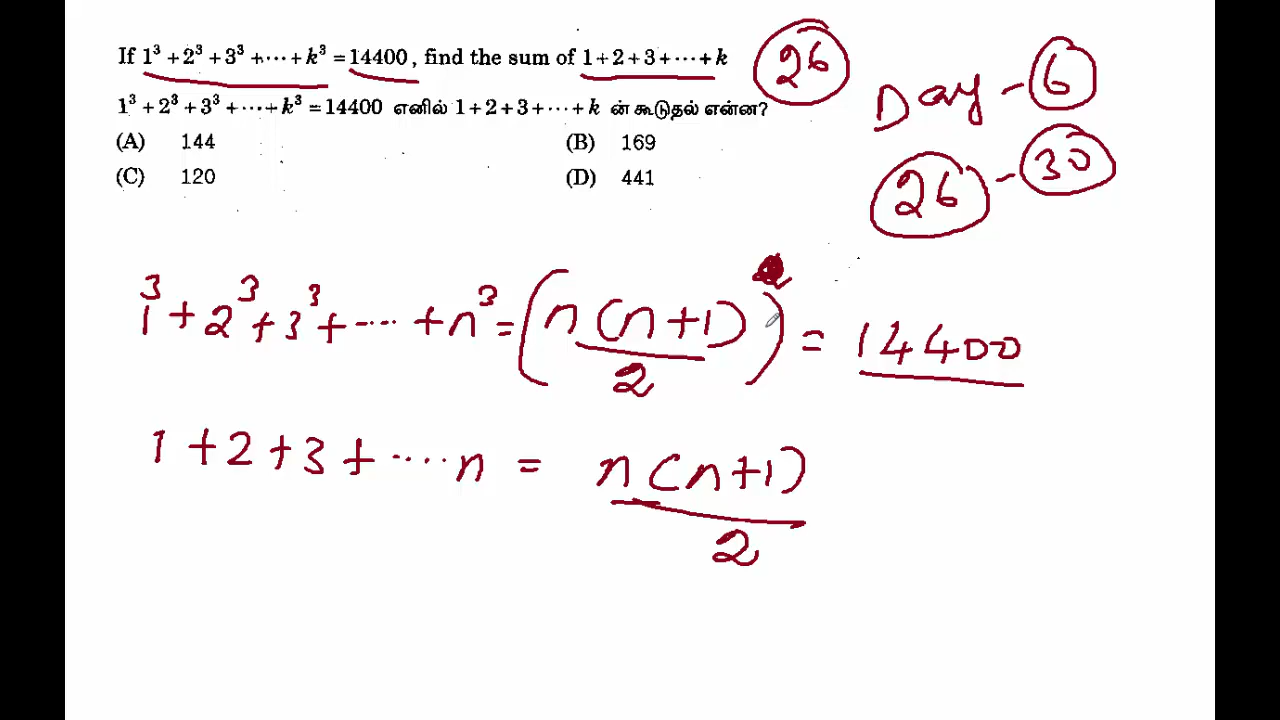 If 1³ + 2³ + 3³ + ··· + k³ = 14400, find the sum of 1 + 2 + 3 + ··· + k
1³ + 2³ + 3³ + ··· + k³ = 14400 எனில் 1 + 2 + 3 + ··· + k ன் கூடுதல் என்ன?
(A) 144 (B) 169
(C) 120 (D) 441
26
Day - 6
26 - 30
1³ + 2³ + 3³ + ···· + n³ = (n(n+1)/2)² = 14400
1 + 2 + 3 + ···· n = n(n+1)/2